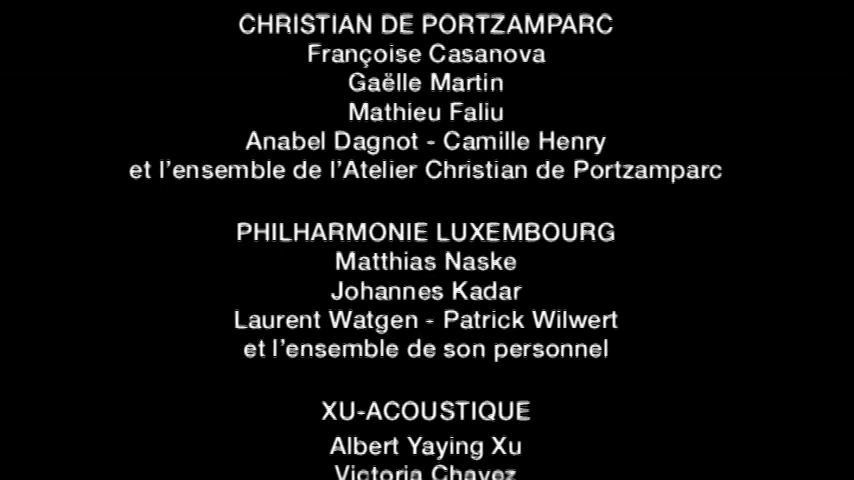 CHRISTIAN DE PORTZAMPARC
Françoise Casanova
Gaëlle Martin
Mathieu Faliu
Anabel Dagnot - Camille Henry
et l'ensemble de l'Atelier Christian de Portzamparc
PHILHARMONIE LUXEMBOURG
Matthias Naske
Johannes Kadar
Laurent Watgen - Patrick Wilwert
et l'ensemble de son personnel
XU-ACOUSTIQUE
Albert Yaying Xu
Victoria Chavez